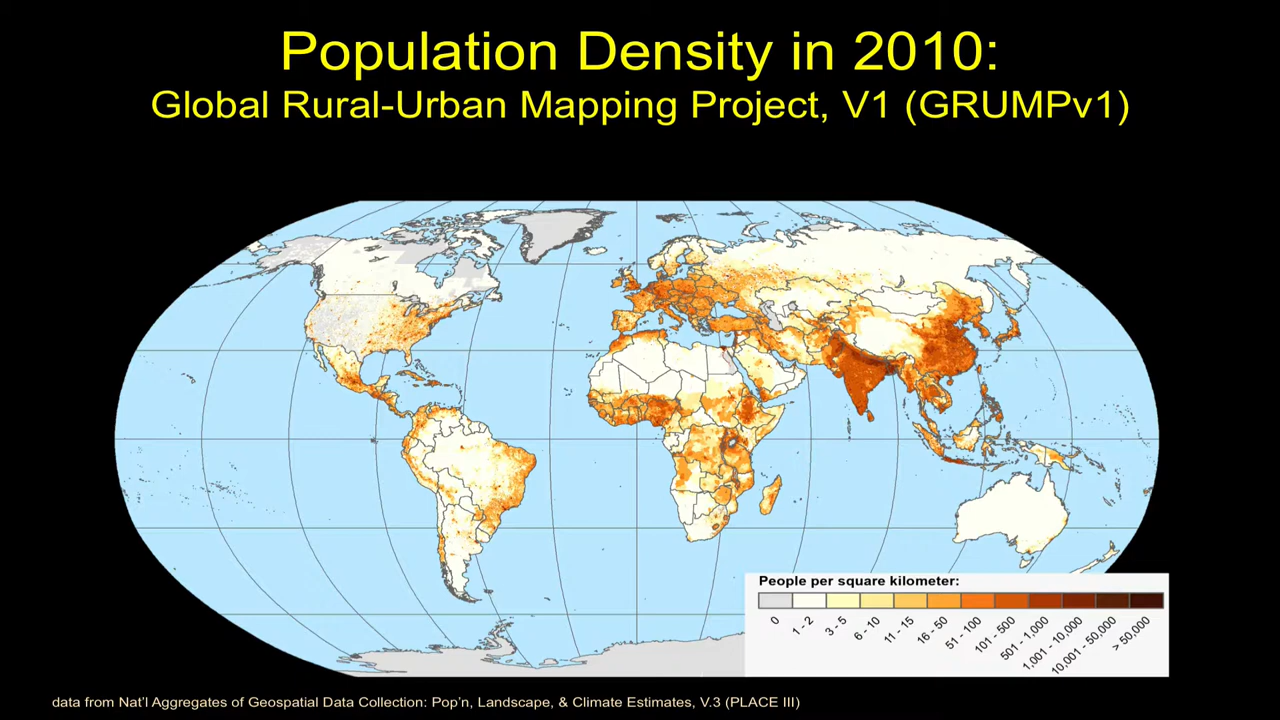 Population Density in 2010:
Global Rural-Urban Mapping Project, V1 (GRUMPv1)
People per square kilometer:
0
1 - 2
3 - 5
6 - 10
11 - 15
16 - 50
51 - 100
101 - 500
501 - 1,000
1,001 - 10,000
10,001 - 50,000
> 50,000
data from Nat'l Aggregates of Geospatial Data Collection: Pop'n, Landscape, & Climate Estimates, V.3 (PLACE III)